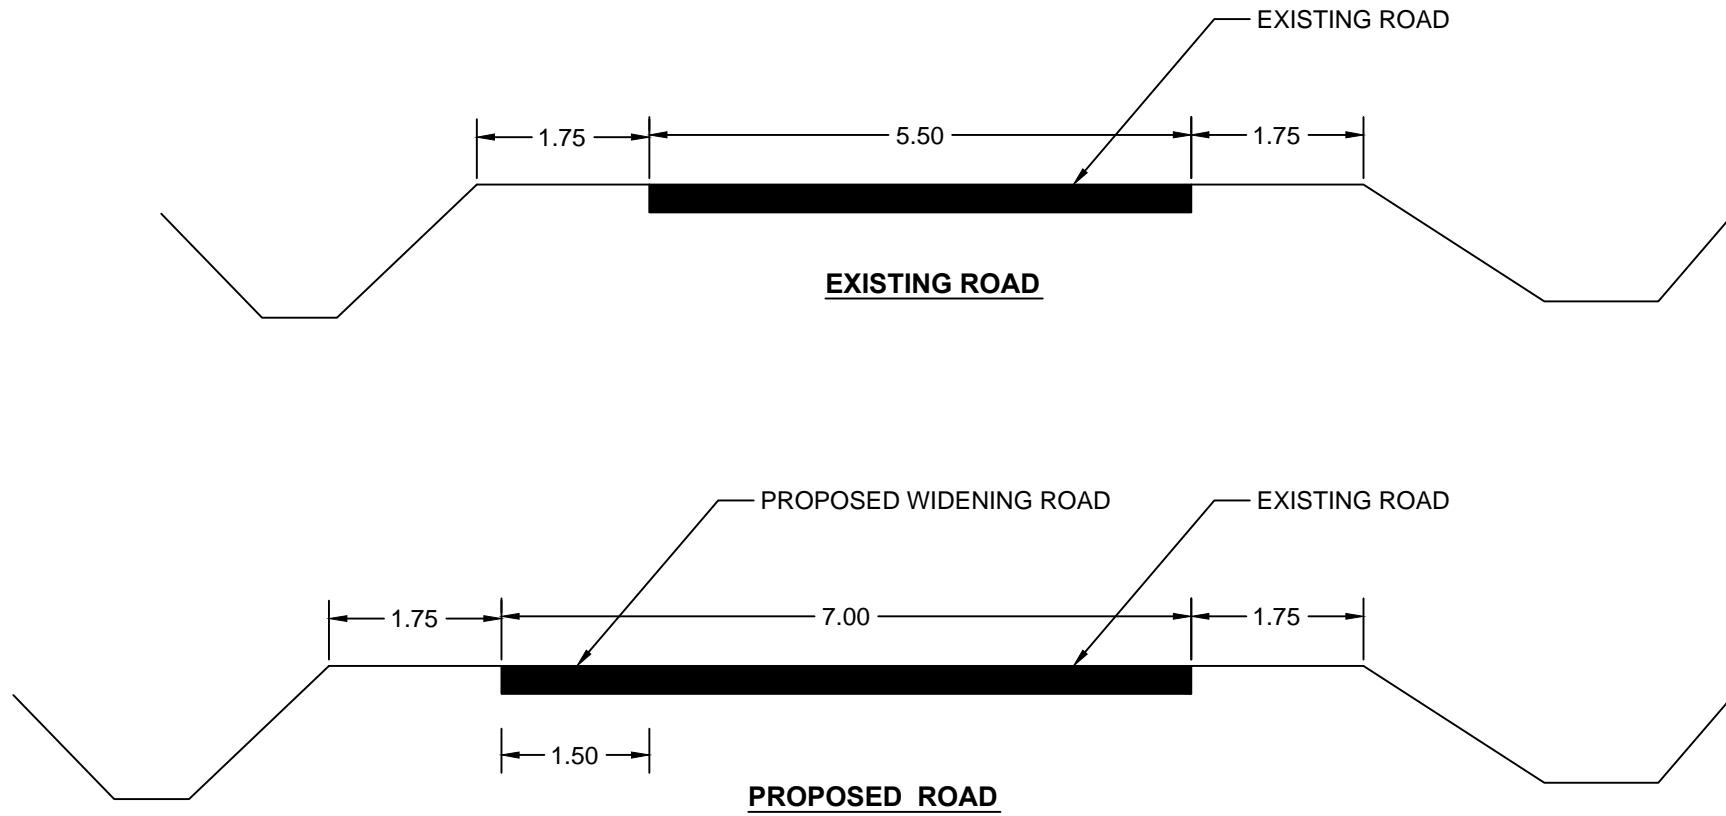 EXISTING ROAD
1.75
5.50
1.75
EXISTING ROAD
PROPOSED WIDENING ROAD
EXISTING ROAD
1.75
7.00
1.75
1.50
PROPOSED ROAD